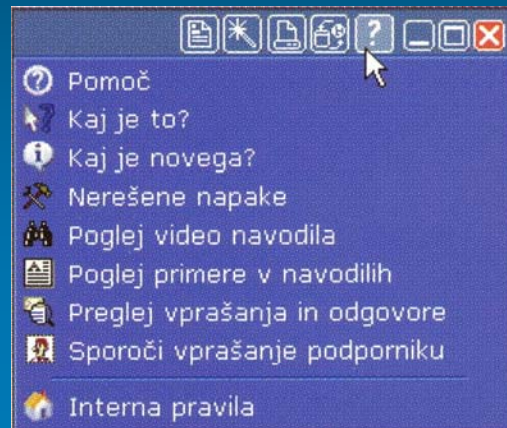 ?
Pomoč
Kaj je to?
Kaj je novega?
Nerešene napake
Poglej video navodila
Poglej primere v navodilih
Preglej vprašanja in odgovore
Sporoči vprašanje podporniku
Interna pravila